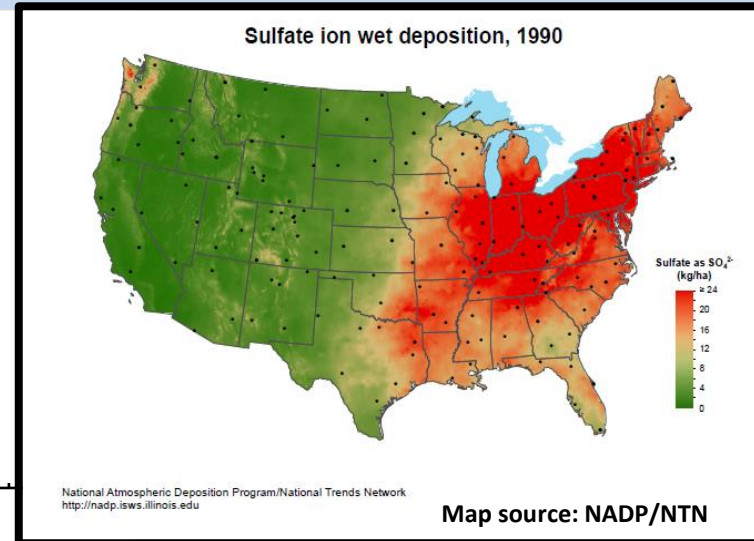 Sulfate ion wet deposition, 1990
Sulfate as SO₄²⁻
(kg/ha)
≥ 24
20
16
12
8
4
0
National Atmospheric Deposition Program/National Trends Network
http://nadp.isws.illinois.edu
Map source: NADP/NTN